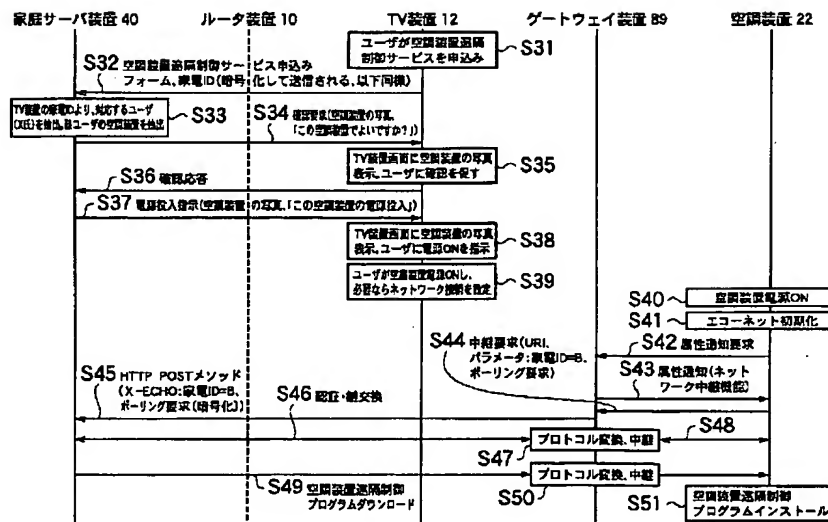 家庭サーバ装置40 ルータ装置10 TV装置12 ゲートウェイ装置89 空調装置22
ユーザが空調装置遠隔
制御サービスを申込み
S31
S32 空調装置遠隔制御サービス申込み
フォーム、家電ID(暗号化して送信される、以下同様)
TV装置の家電IDより、対応するユーザ
(X氏)を抽出、該ユーザの空調装置を抽出
S33
S34 確認要求(空調装置の写真、
「この空調装置でよいですか?」)
TV装置画面に空調装置の写真
表示、ユーザに確認を促す
S35
S36 確認応答
S37 電源投入指示(空調装置の写真、「この空調装置の電源投入」)
TV装置画面に空調装置の写真
表示、ユーザに電源ONを指示
S38
ユーザが空調装置電源ONし、
必要ならネットワーク接続を設定
S39
S40 空調装置電源ON
S41 エコーネット初期化
S42 属性通知要求
S43 属性通知(ネット
ワーク中継機能)
S44 中継要求(URI、
パラメータ:家電ID=B、
ポーリング要求)
S45 HTTP POSTメソッド
(X-ECHO:家電ID=B、
ポーリング要求(暗号化))
S46 認証・鍵交換
S47 プロトコル変換、中継 S48
S49 空調装置遠隔制御
プログラムダウンロード
S50 プロトコル変換、中継
S51 空調装置遠隔制御
プログラムインストール